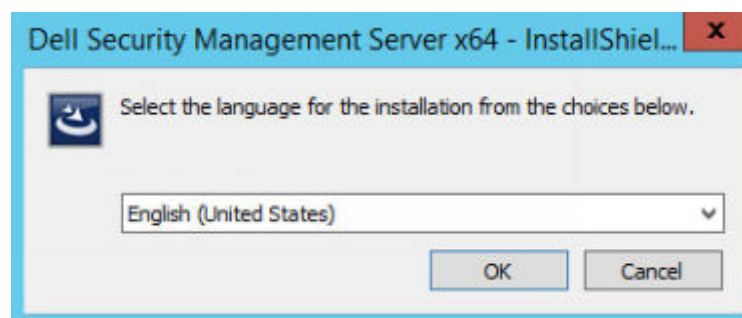 Dell Security Management Server x64 - InstallShiel...
x
Select the language for the installation from the choices below.
English (United States)
OK Cancel